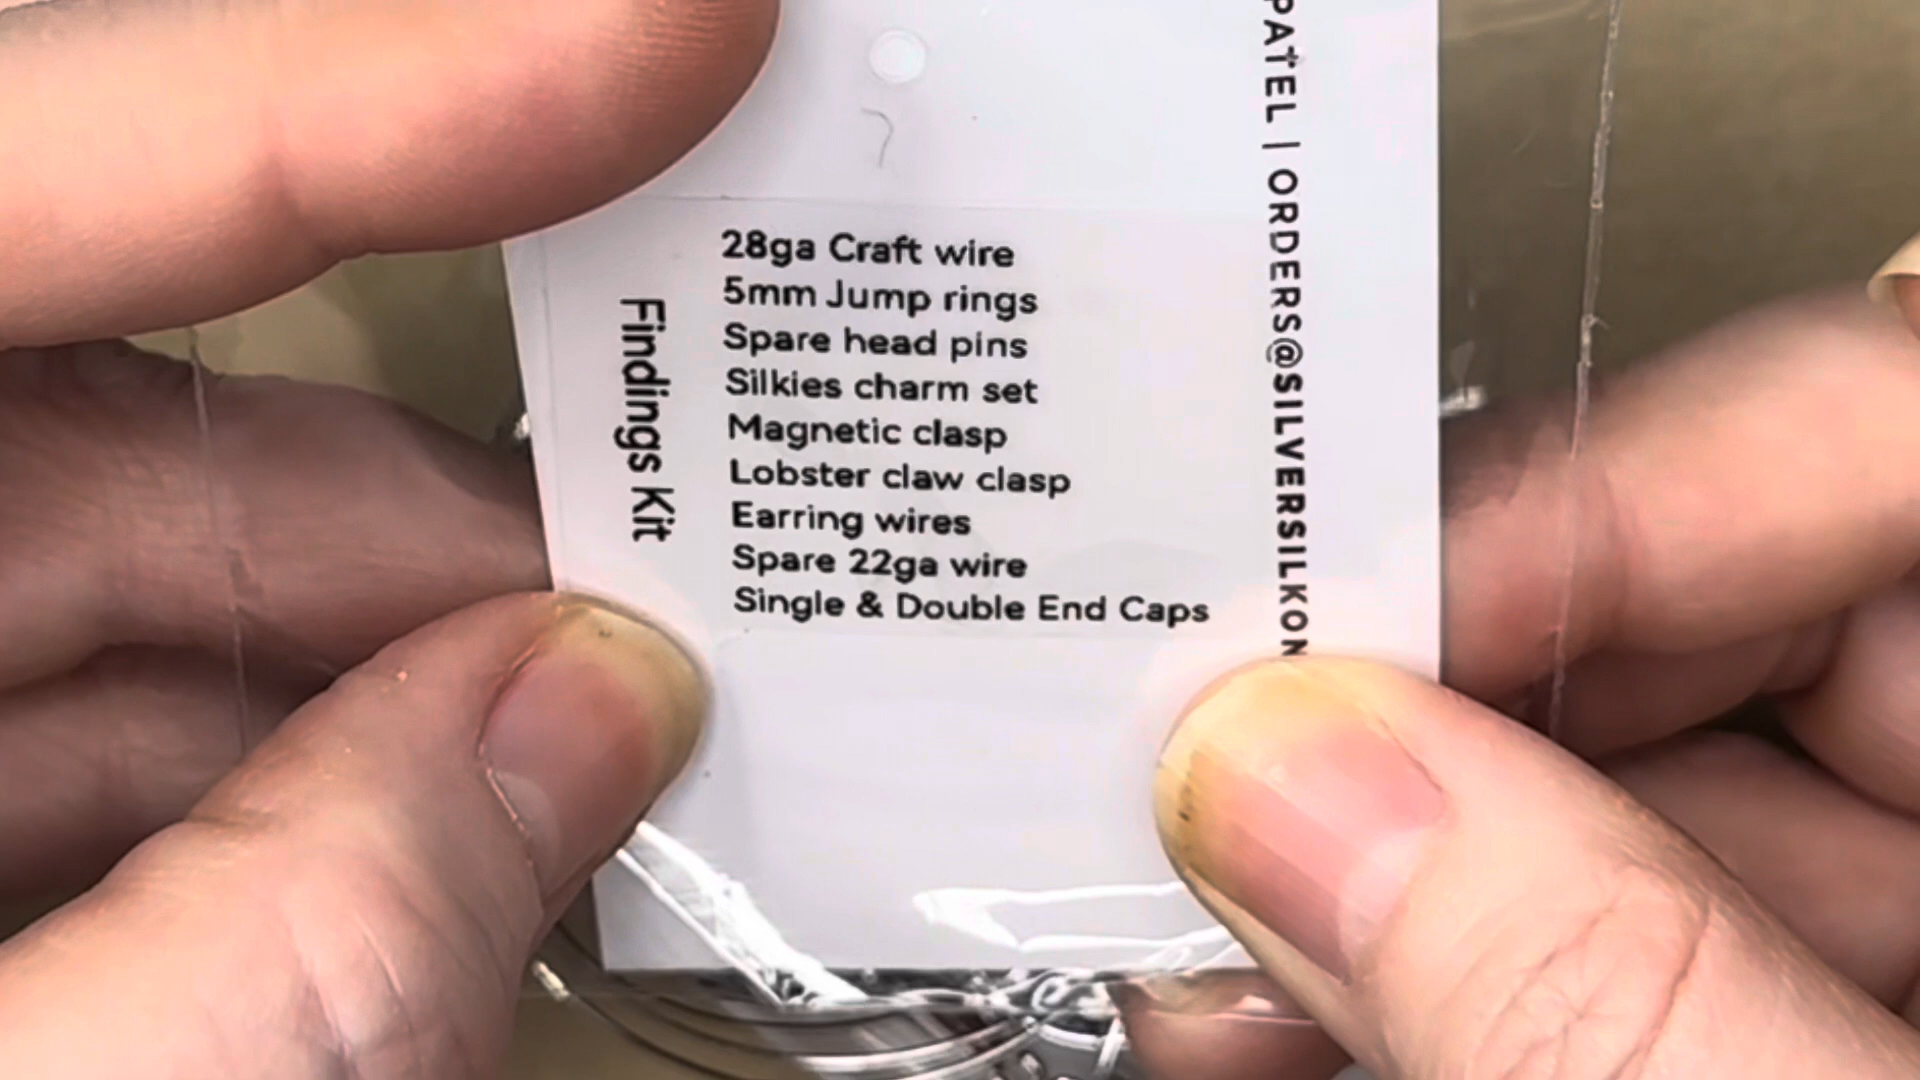 Findings Kit
28ga Craft wire
5mm Jump rings
Spare head pins
Silkies charm set
Magnetic clasp
Lobster claw clasp
Earring wires
Spare 22ga wire
Single & Double End Caps
PATEL | ORDERS@SILVERSILKON